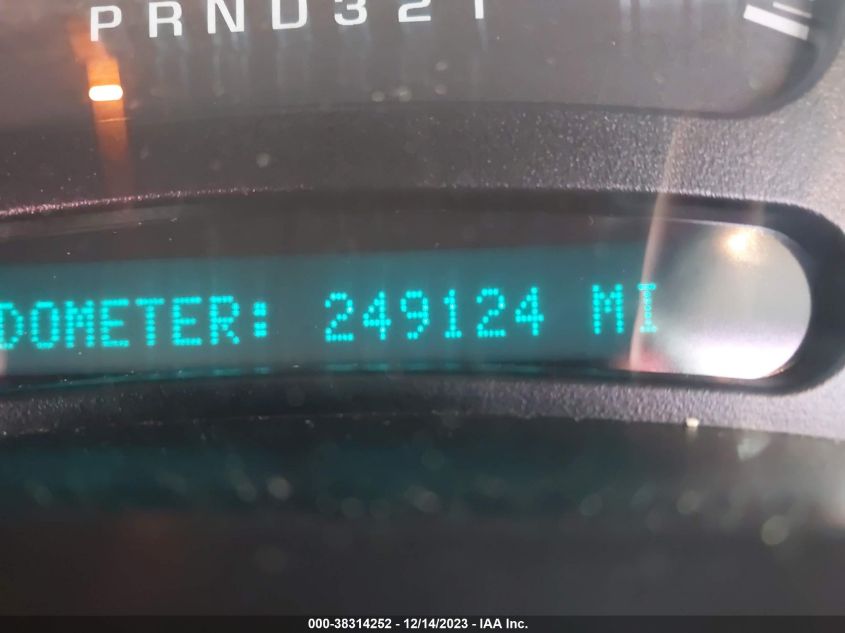 PRND321
DOMETER: 249124 MI
000-38314252 - 12/14/2023 - IAA Inc.